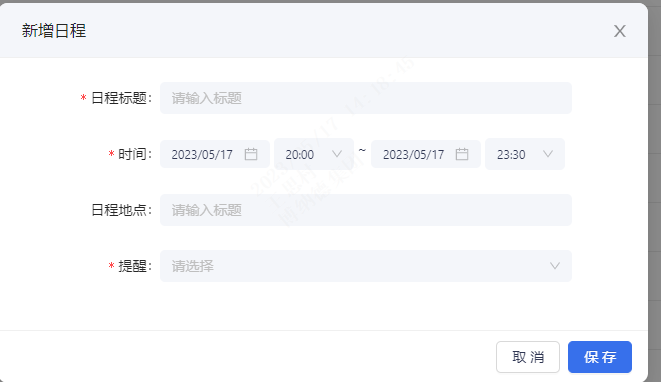 新增日程
* 日程标题：
请输入标题
* 时间：
2023/05/17
20:00
~
2023/05/17
23:30
日程地点：
请输入标题
* 提醒：
请选择
取 消
保 存